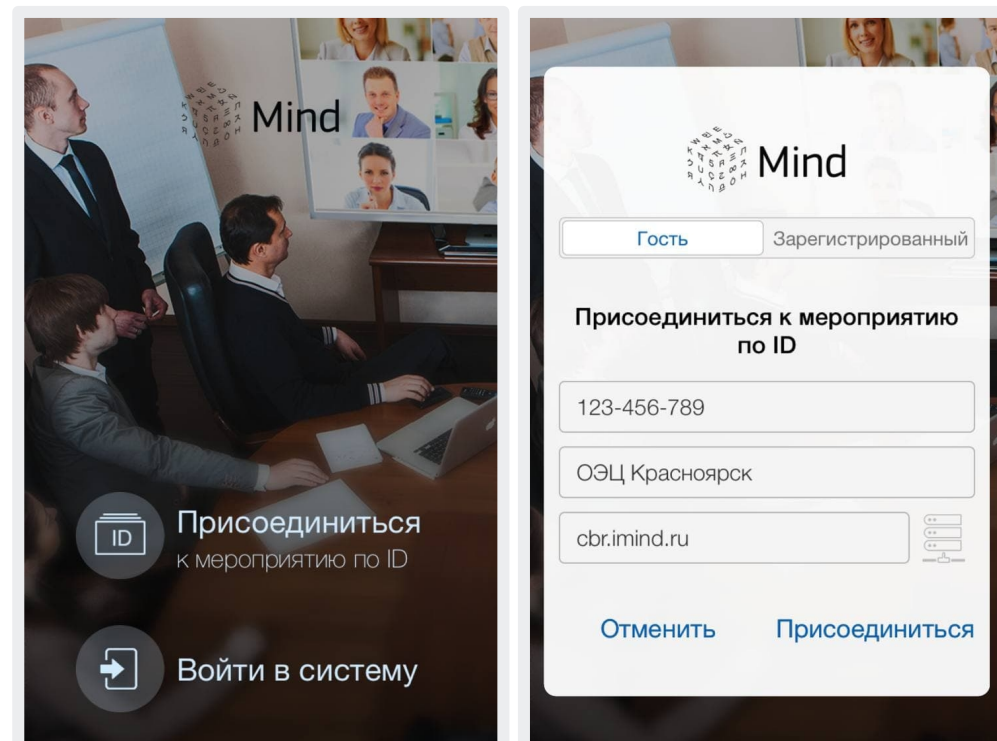 Mind
Присоединиться
к мероприятию по ID
ID
Войти в систему
Mind
Гость
Зарегистрированный
Присоединиться к мероприятию
по ID
123-456-789
ОЭЦ Красноярск
cbr.imind.ru
Отменить
Присоединиться